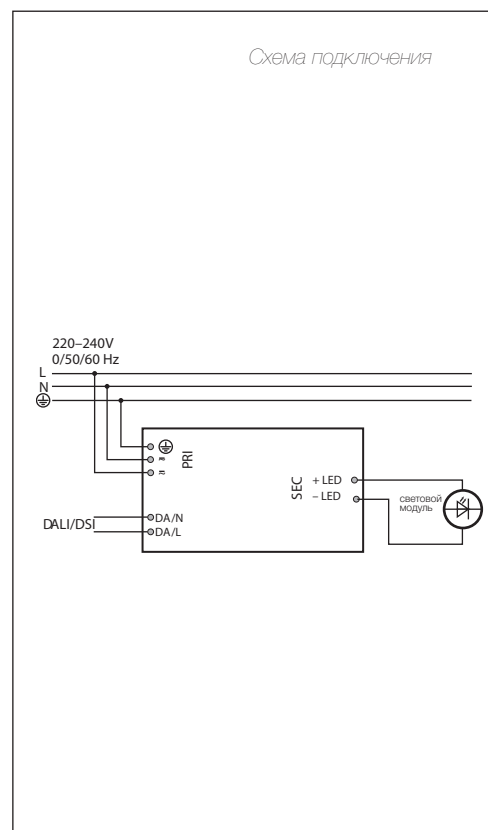 Схема подключения
220–240V
0/50/60 Hz
L
N
PRI
SEC
+ LED
– LED
световой
модуль
DALI/DSI
DA/N
DA/L